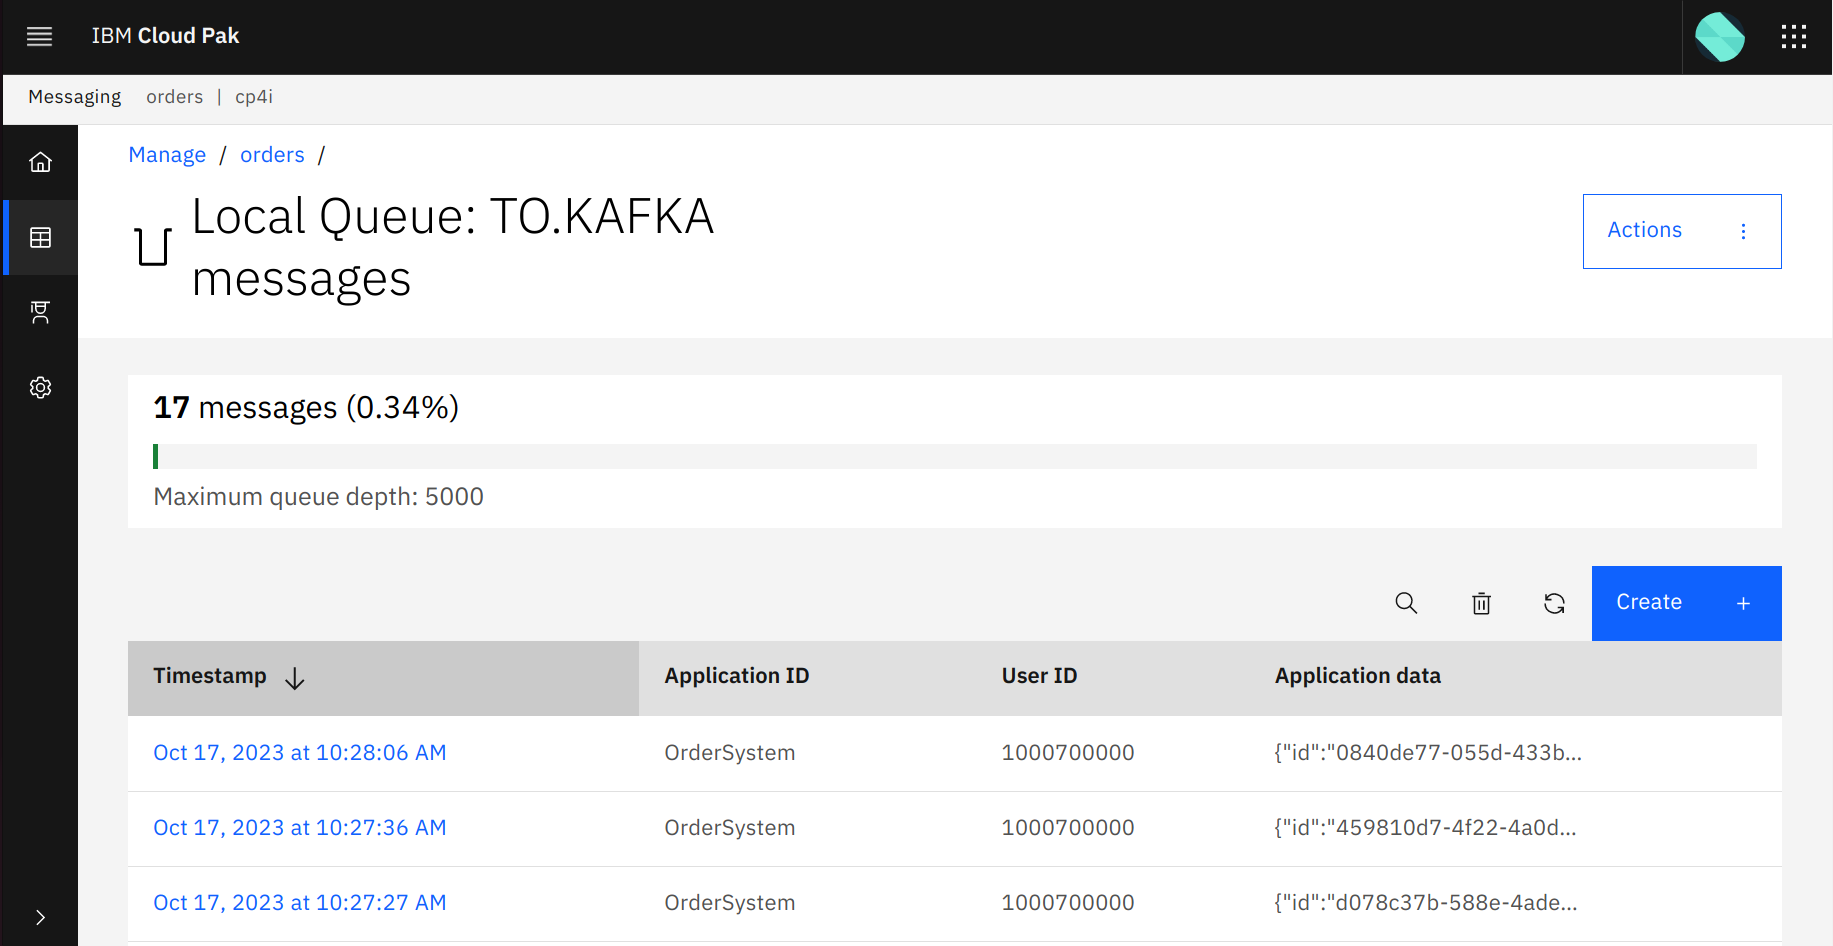 IBM Cloud Pak
Messaging orders | cp4i
Manage / orders /
Local Queue: TO.KAFKA
messages
Actions
17 messages (0.34%)
Maximum queue depth: 5000
Create +
Timestamp Application ID User ID Application data
Oct 17, 2023 at 10:28:06 AM OrderSystem 1000700000 {"id":"0840de77-055d-433b...
Oct 17, 2023 at 10:27:36 AM OrderSystem 1000700000 {"id":"459810d7-4f22-4a0d...
Oct 17, 2023 at 10:27:27 AM OrderSystem 1000700000 {"id":"d078c37b-588e-4ade...